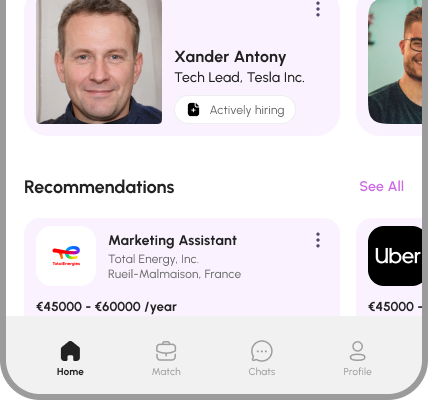 Xander Antony
Tech Lead, Tesla Inc.
Actively hiring
Recommendations
See All
TotalEnergies
Marketing Assistant
Total Energy, Inc.
Rueil-Malmaison, France
€45000 - €60000 /year
Uber
€45000 -
Home
Match
Chats
Profile